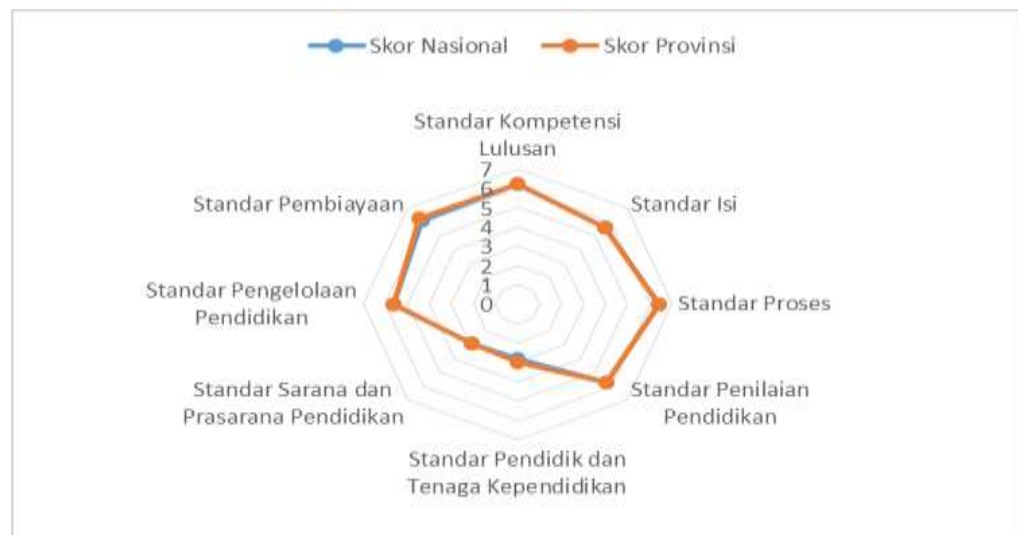 Skor Nasional
Skor Provinsi
Standar Kompetensi
Lulusan
7
6
5
4
3
2
1
0
Standar Isi
Standar Proses
Standar Penilaian
Pendidikan
Standar Pendidik dan
Tenaga Kependidikan
Standar Sarana dan
Prasarana Pendidikan
Standar Pengelolaan
Pendidikan
Standar Pembiayaan